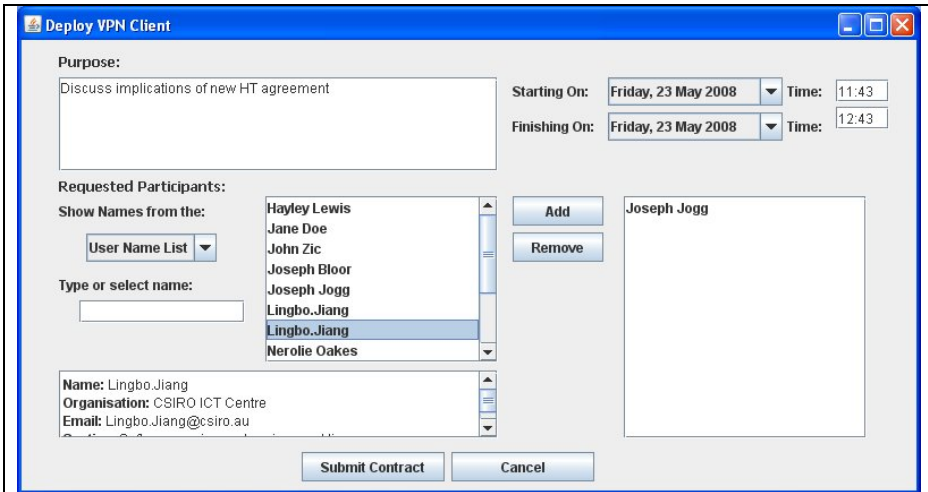 Deploy VPN Client
Purpose:
Discuss implications of new HT agreement
Starting On: Friday, 23 May 2008 Time: 11:43
Finishing On: Friday, 23 May 2008 Time: 12:43
Requested Participants:
Show Names from the:
User Name List
Type or select name:
Hayley Lewis
Jane Doe
John Zic
Joseph Bloor
Joseph Jogg
Lingbo.Jiang
Lingbo.Jiang
Nerolie Oakes
Add
Remove
Joseph Jogg
Name: Lingbo.Jiang
Organisation: CSIRO ICT Centre
Email: Lingbo.Jiang@csiro.au
Submit Contract Cancel